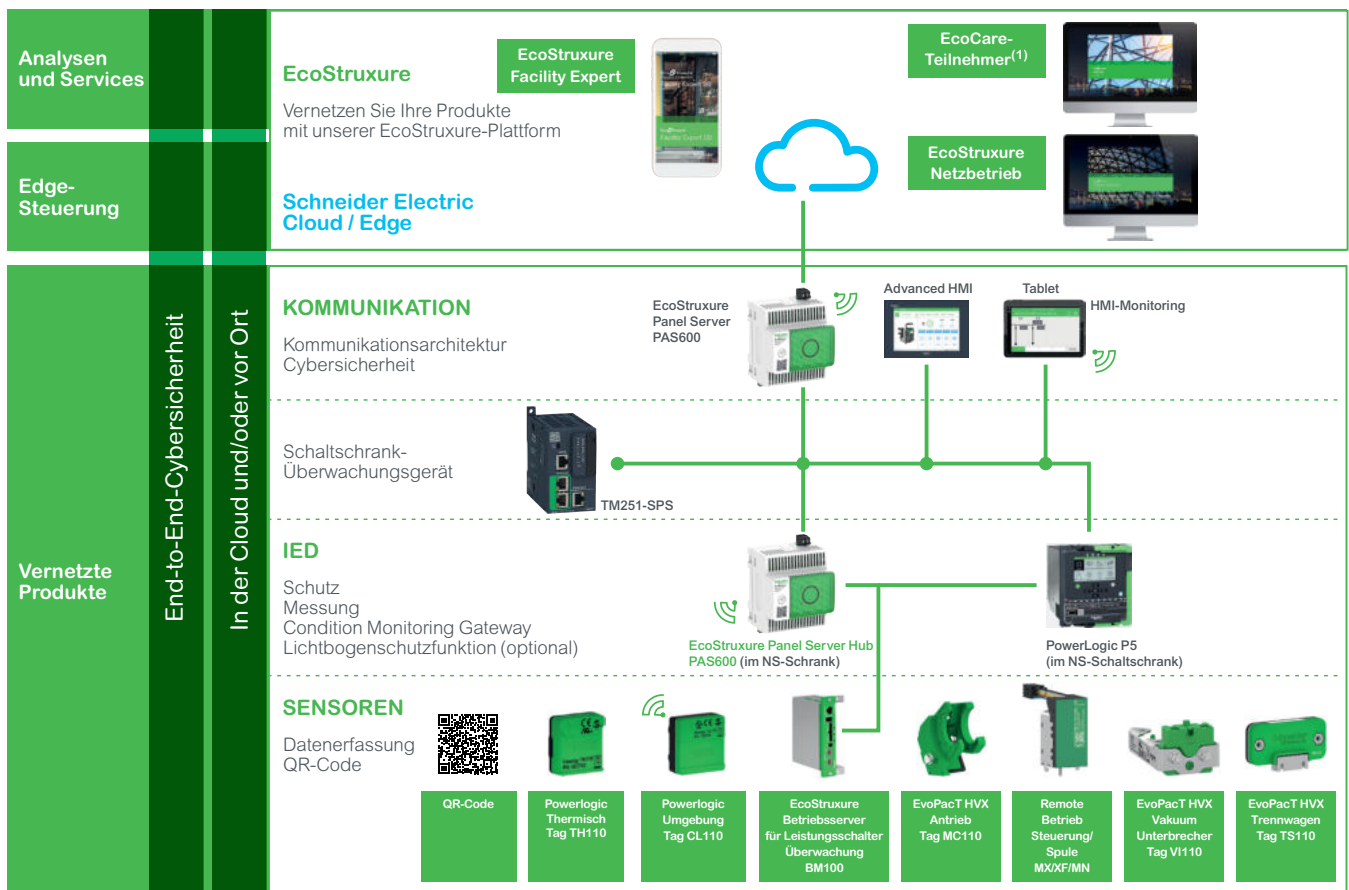 Analysen
und Services
Edge-
Steuerung
Vernetzte
Produkte
End-to-End-Cybersicherheit
In der Cloud und/oder vor Ort
EcoStruxure
Vernetzen Sie Ihre Produkte
mit unserer EcoStruxure-Plattform
Schneider Electric
Cloud / Edge
EcoStruxure
Facility Expert
EcoCare-
Teilnehmer(1)
EcoStruxure
Netzbetrieb
KOMMUNIKATION
Kommunikationsarchitektur
Cybersicherheit
EcoStruxure
Panel Server
PAS600
Advanced HMI
Tablet
HMI-Monitoring
Schaltschrank-
Überwachungsgerät
TM251-SPS
IED
Schutz
Messung
Condition Monitoring Gateway
Lichtbogenschutzfunktion (optional)
EcoStruxure Panel Server Hub
PAS600 (im NS-Schrank)
PowerLogic P5
(im NS-Schaltschrank)
SENSOREN
Datenerfassung
QR-Code
QR-Code
Powerlogic
Thermisch
Tag TH110
Powerlogic
Umgebung
Tag CL110
EcoStruxure
Betriebsserver
für Leistungsschalter
Überwachung
BM100
EvoPacT HVX
Antrieb
Tag MC110
Remote
Betrieb
Steuerung/
Spule
MX/XF/MN
EvoPacT HVX
Vakuum
Unterbrecher
Tag VI110
EvoPacT HVX
Trennwagen
Tag TS110